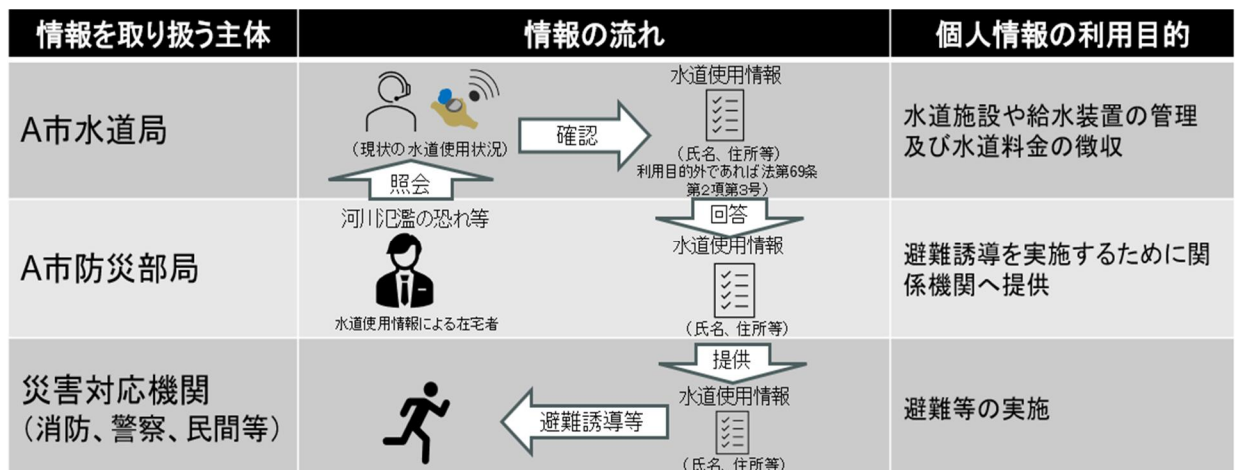 情報を取り扱う主体
情報の流れ
個人情報の利用目的
A市水道局
(現状の水道使用状況)
確認
水道使用情報
(氏名、住所等)
利用目的外であれば法第69条
第2項第3号)
水道施設や給水装置の管理
及び水道料金の徴収
照会
回答
A市防災部局
河川氾濫の恐れ等
水道使用情報による在宅者
水道使用情報
(氏名、住所等)
避難誘導を実施するために関
係機関へ提供
提供
災害対応機関
(消防、警察、民間等)
避難誘導等
水道使用情報
(氏名、住所等)
避難等の実施